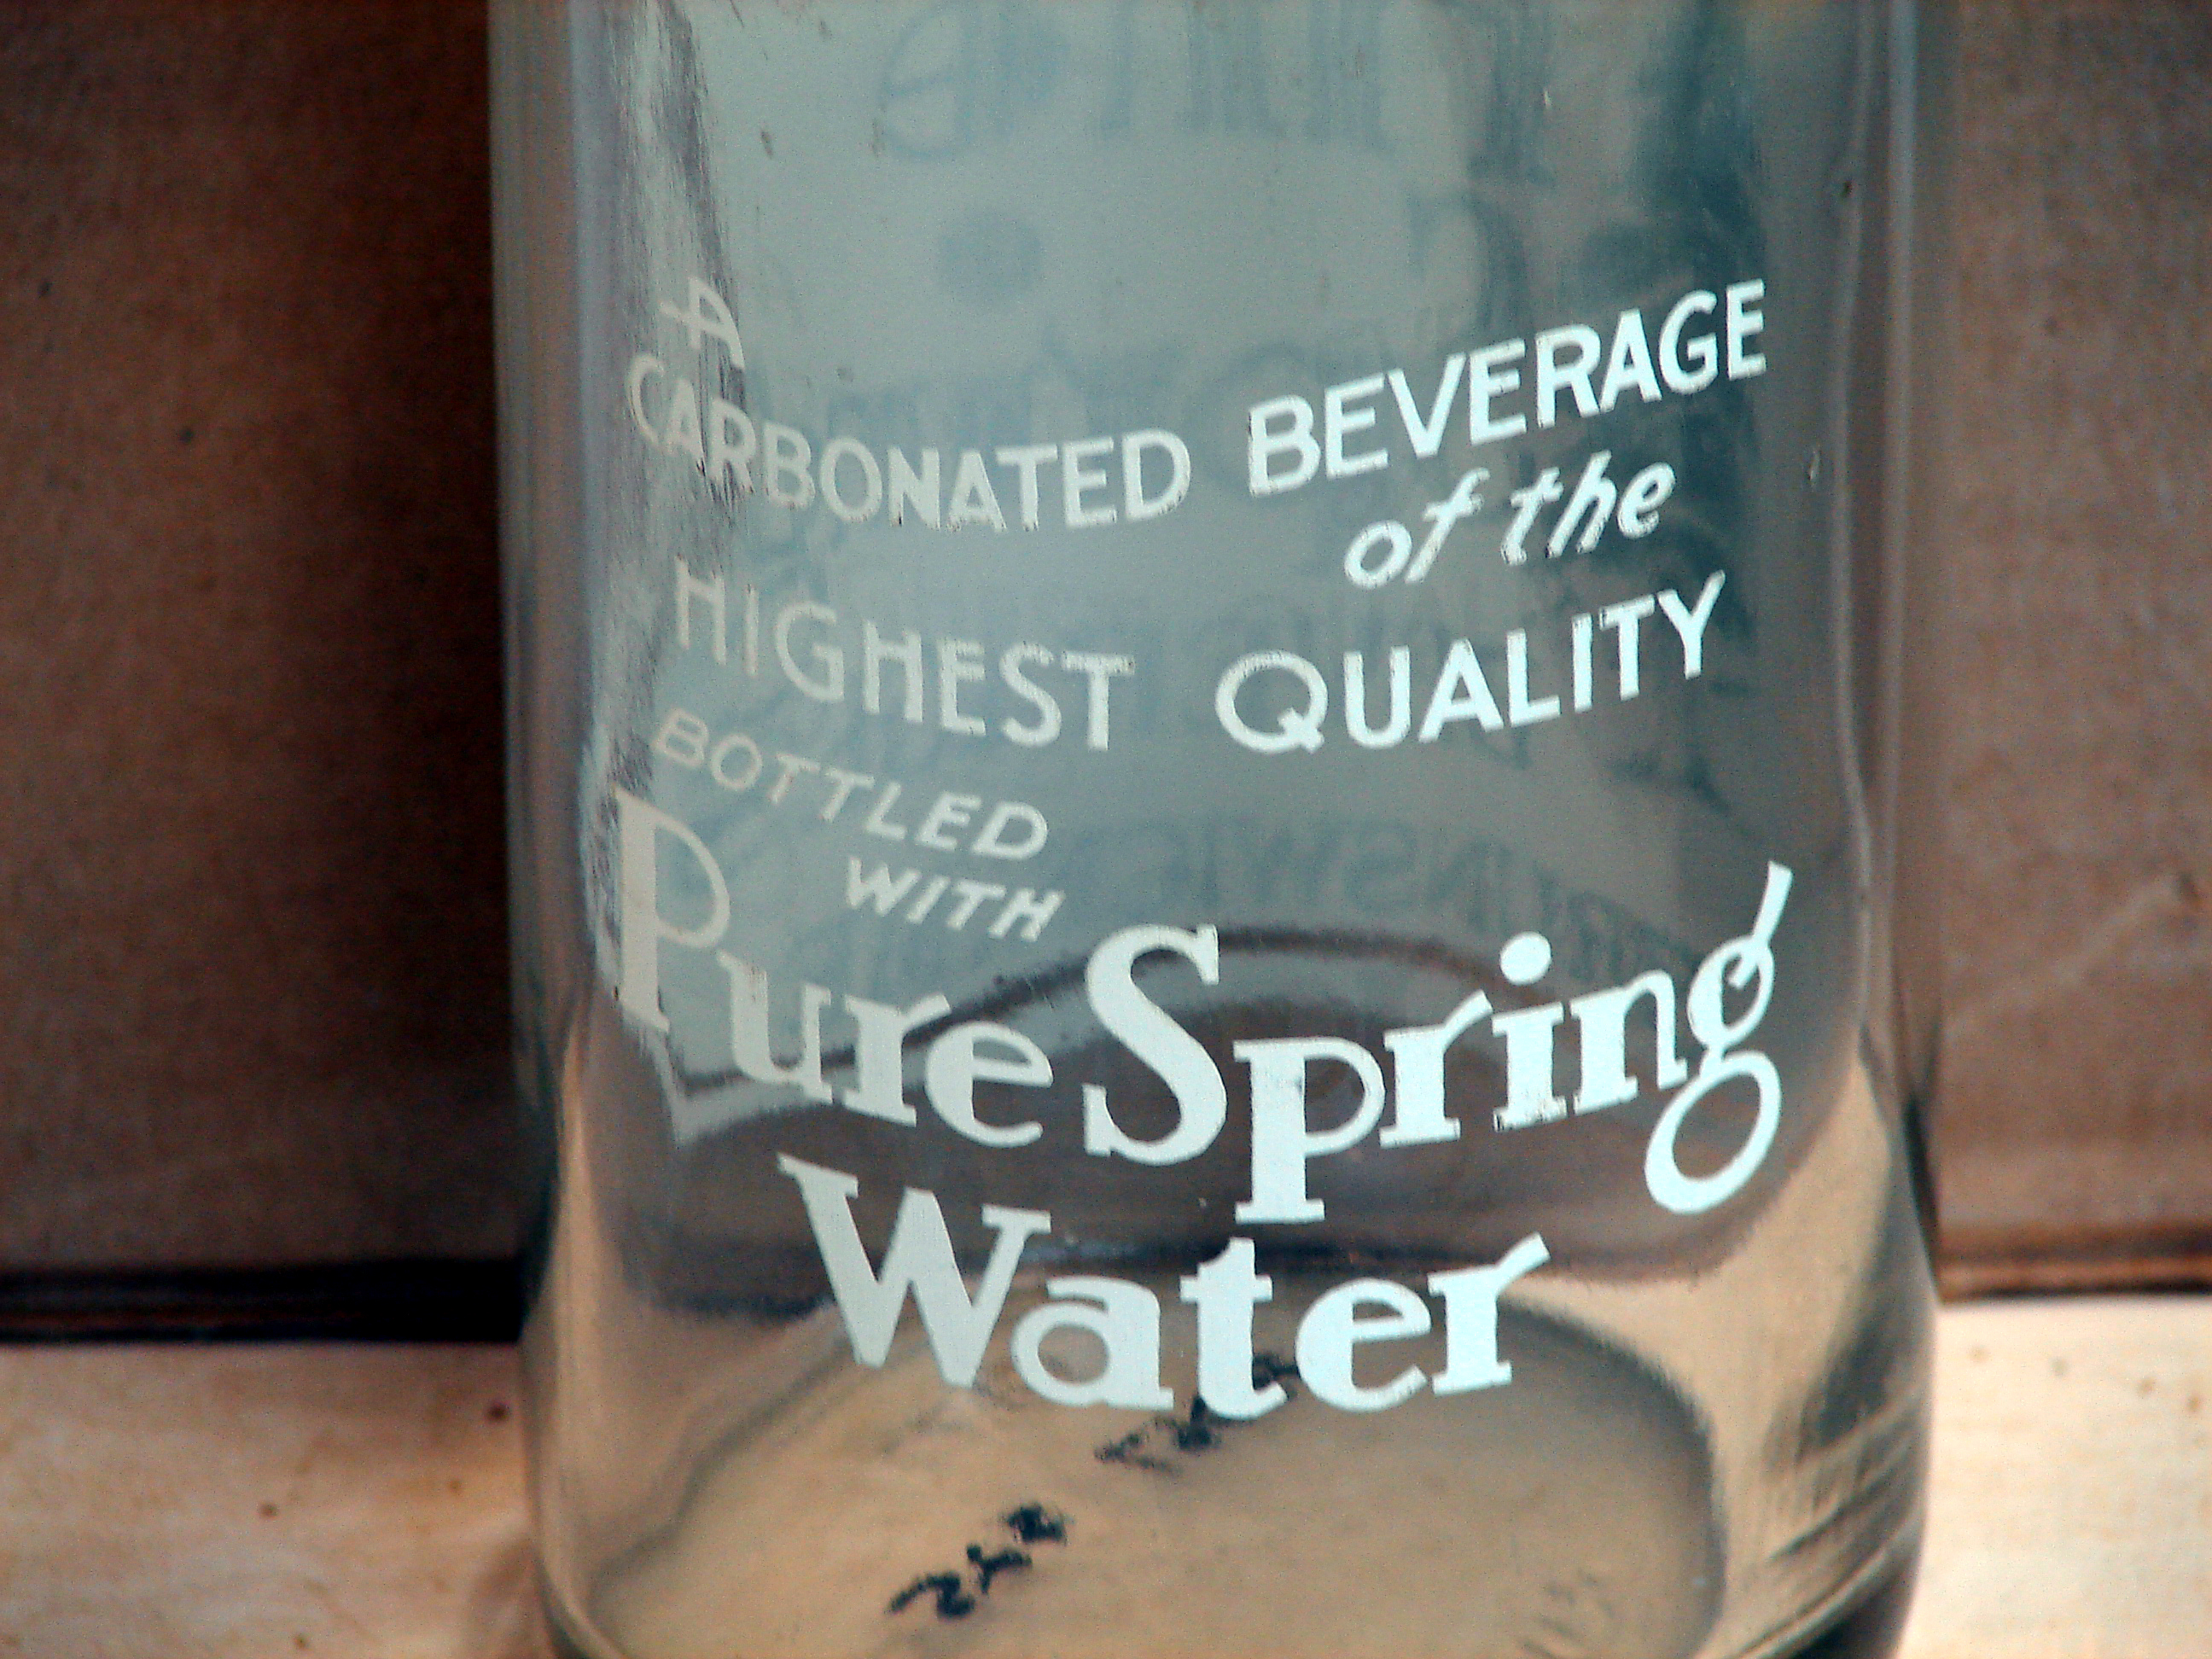 A
CARBONATED BEVERAGE
of the
HIGHEST QUALITY
BOTTLED
WITH
Pure Spring
Water